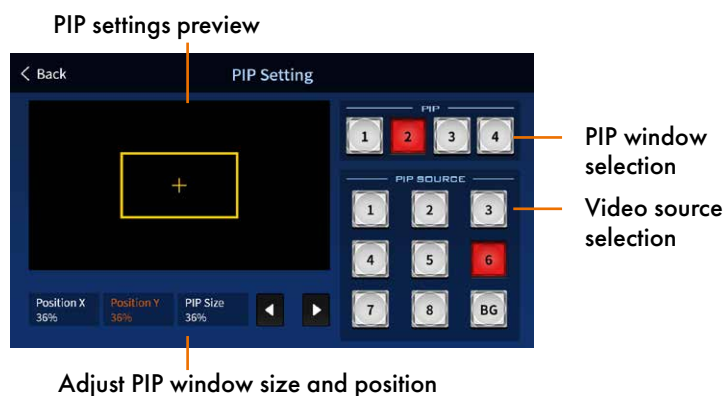 PIP settings preview
< Back
PIP Setting
PIP
1 2 3 4
PIP window
selection
PIP SOURCE
1 2 3
Video source
selection
4 5 6
7 8 BG
Position X Position Y PIP Size
36% 36% 36%
Adjust PIP window size and position